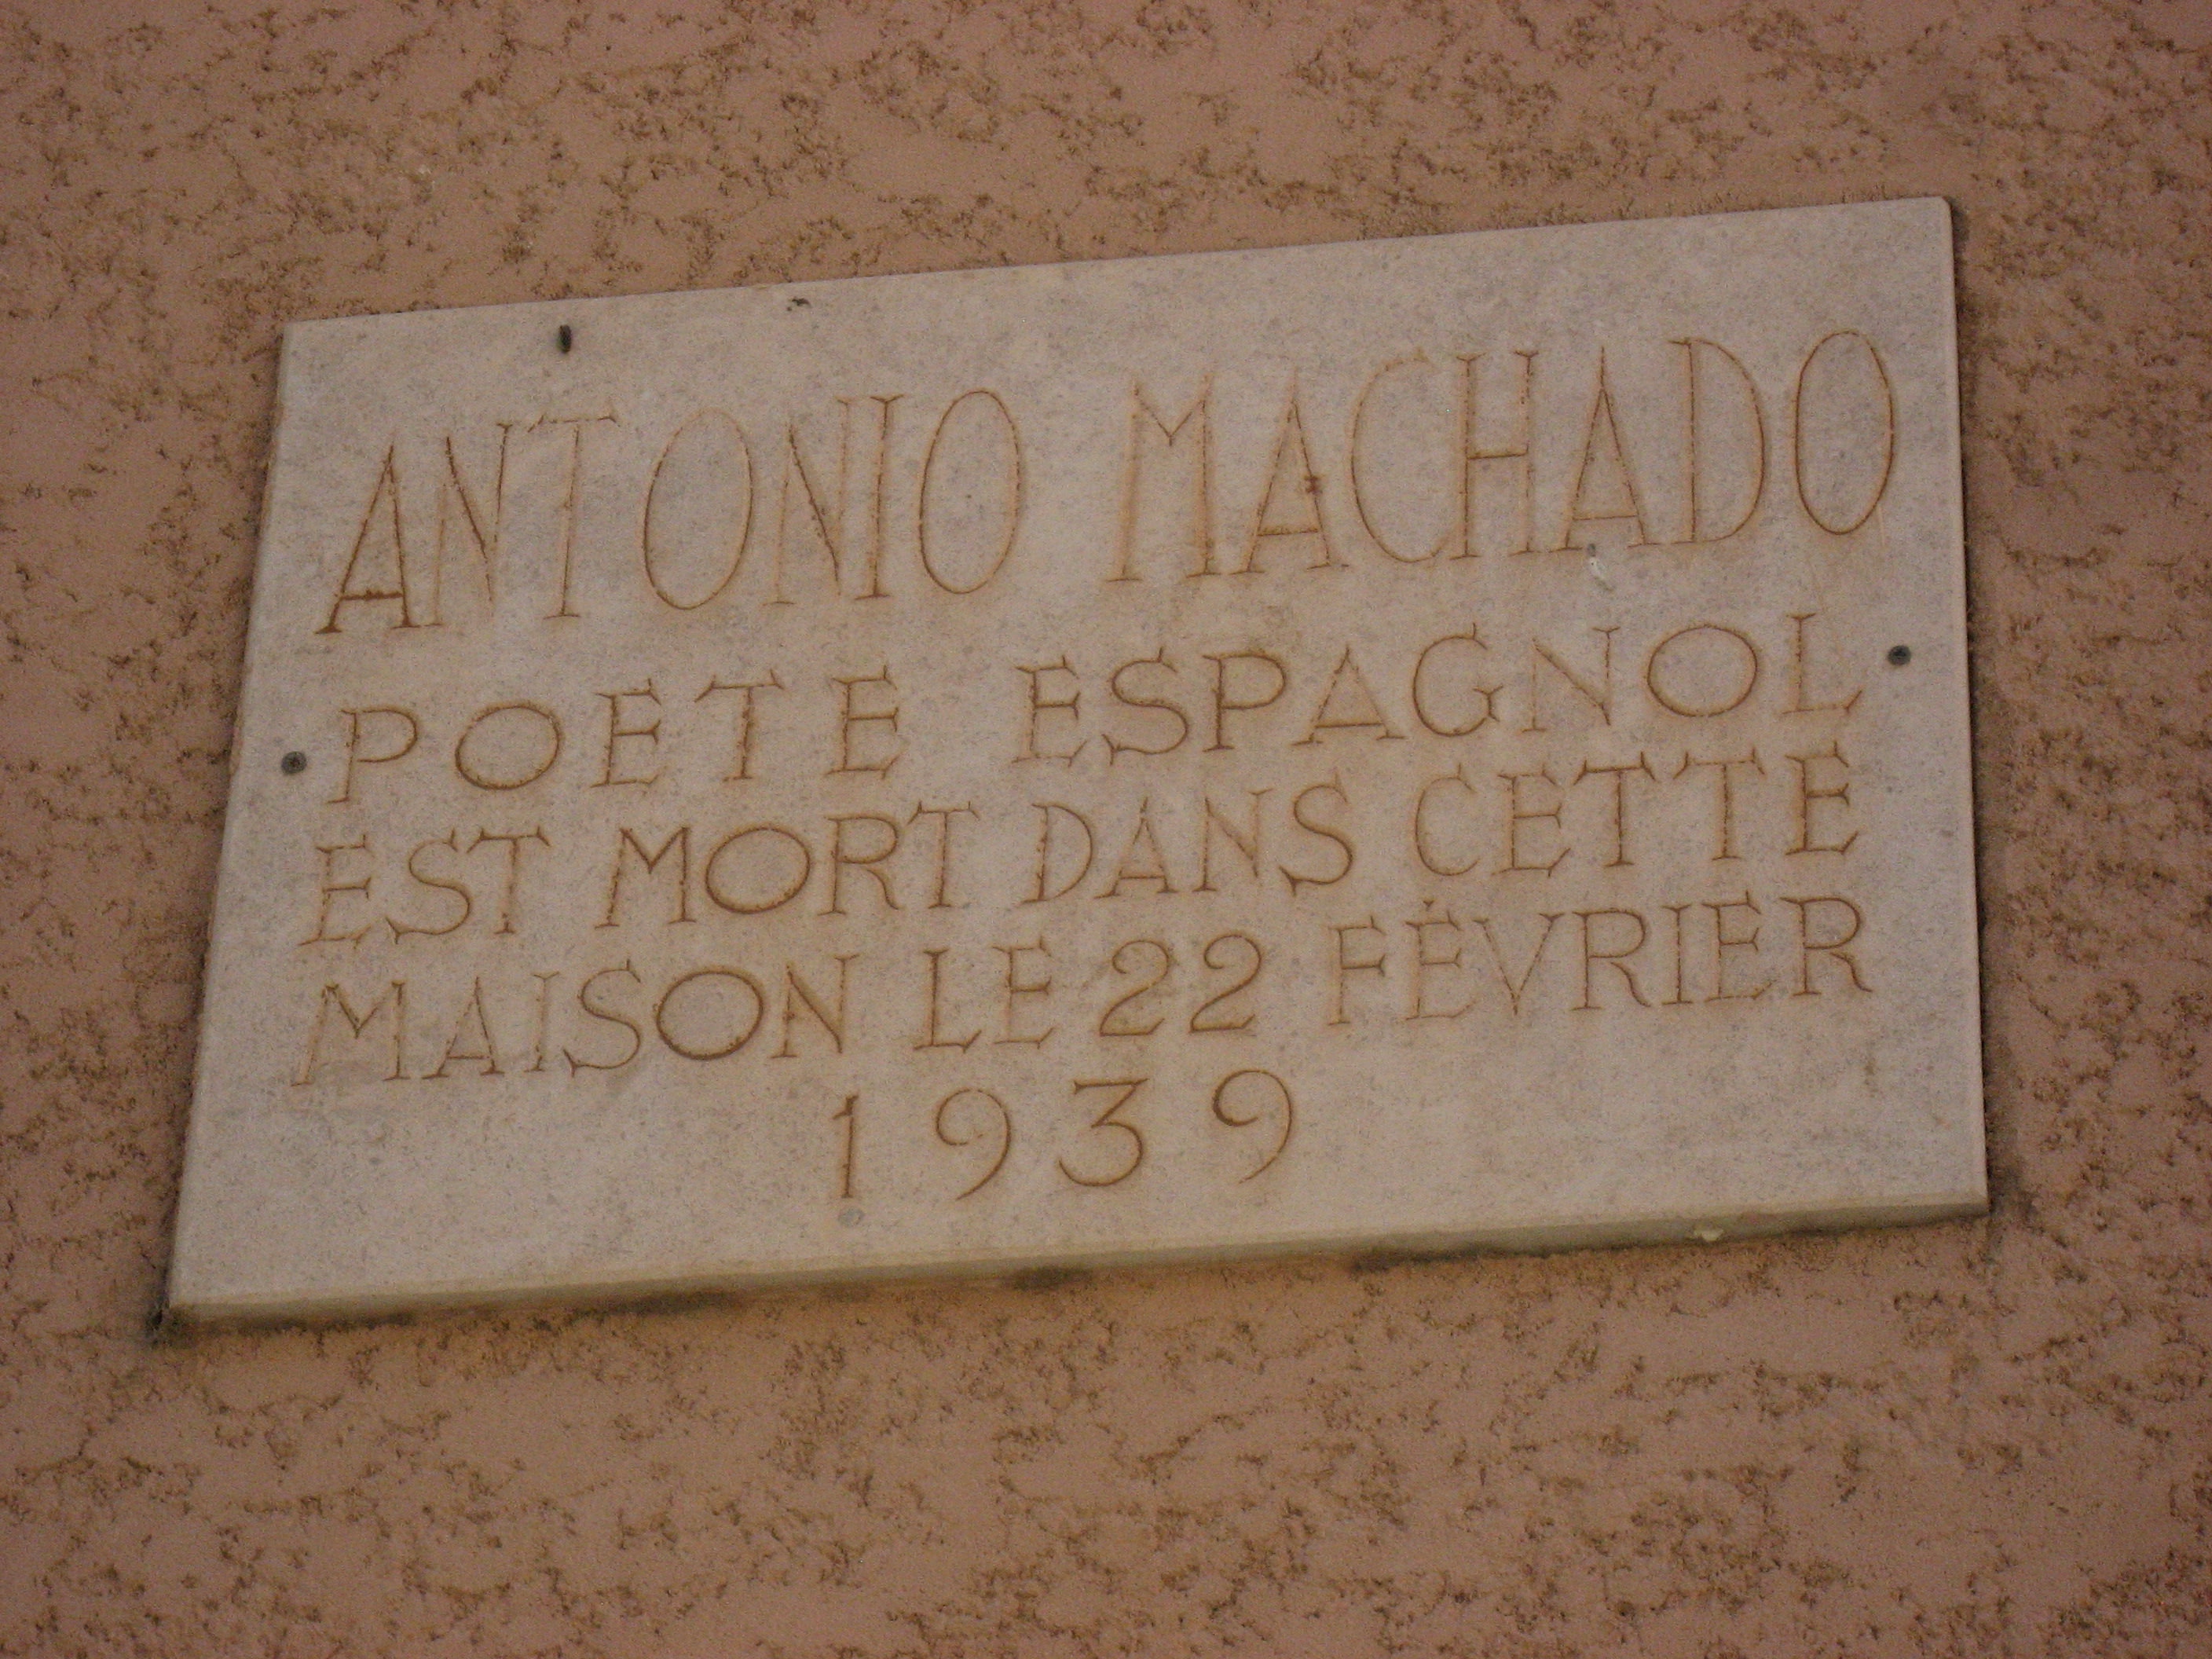 ANTONIO MACHADO
POETE ESPAGNOL
EST MORT DANS CETTE
MAISON LE 22 FÉVRIER
1939